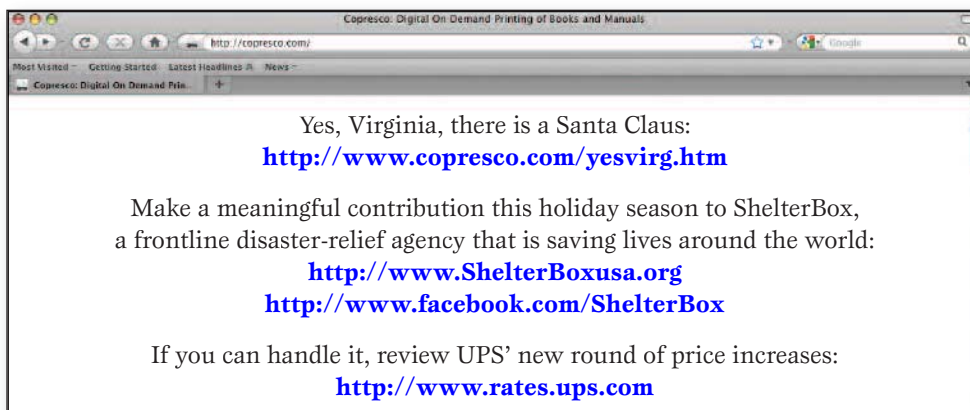 Copresco: Digital On Demand Printing of Books and Manuals
http://copresco.com/
Google
Most Visited Getting Started Latest Headlines News
Copresco: Digital On Demand Prin... +
Yes, Virginia, there is a Santa Claus:
http://www.copresco.com/yesvirg.htm
Make a meaningful contribution this holiday season to ShelterBox,
a frontline disaster-relief agency that is saving lives around the world:
http://www.ShelterBoxusa.org
http://www.facebook.com/ShelterBox
If you can handle it, review UPS’ new round of price increases:
http://www.rates.ups.com